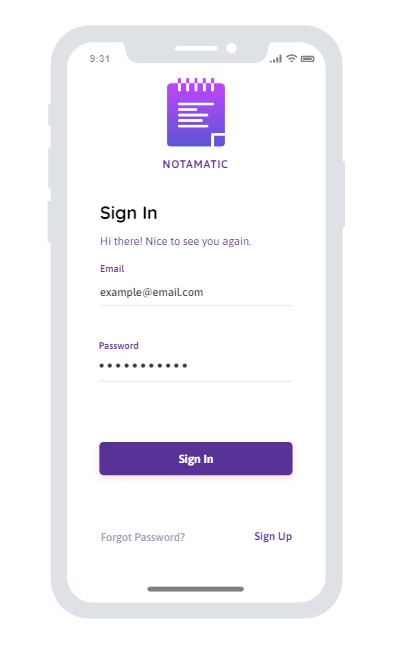 9:31
NOTAMATIC
Sign In
Hi there! Nice to see you again.
Email
example@email.com
Password
•••••••••••
Sign In
Forgot Password? Sign Up